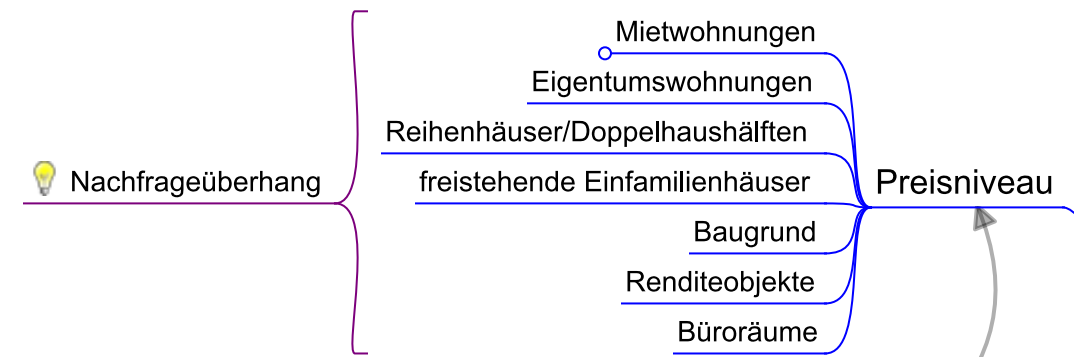 Mietwohnungen
Eigentumswohnungen
Reihenhäuser/Doppelhaushälften
Nachfrageüberhang
freistehende Einfamilienhäuser
Preisniveau
Baugrund
Renditeobjekte
Büroräume